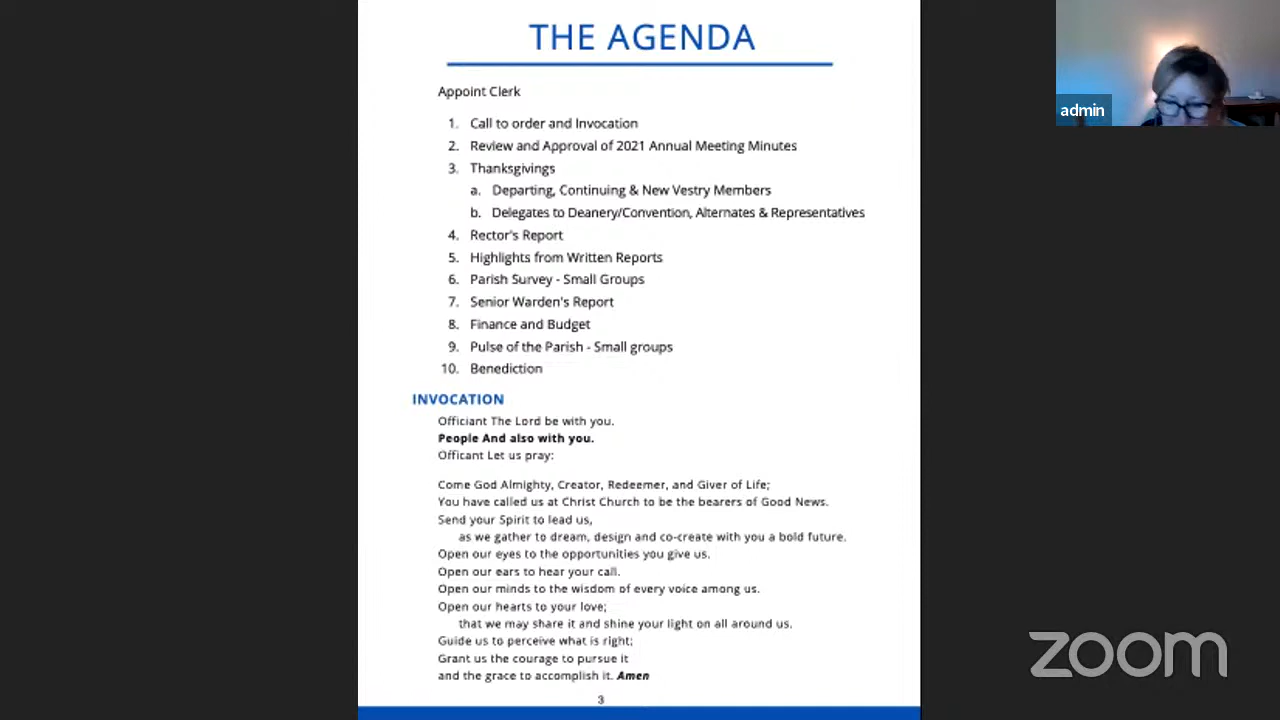 THE AGENDA
admin
Appoint Clerk
1. Call to order and Invocation
2. Review and Approval of 2021 Annual Meeting Minutes
3. Thanksgivings
a. Departing, Continuing & New Vestry Members
b. Delegates to Deanery/Convention, Alternates & Representatives
4. Rector's Report
5. Highlights from Written Reports
6. Parish Survey - Small Groups
7. Senior Warden's Report
8. Finance and Budget
9. Pulse of the Parish - Small groups
10. Benediction
INVOCATION
Officiant The Lord be with you.
People And also with you.
Officant Let us pray:
Come God Almighty, Creator, Redeemer, and Giver of Life;
You have called us at Christ Church to be the bearers of Good News.
Send your Spirit to lead us,
as we gather to dream, design and co-create with you a bold future.
Open our eyes to the opportunities you give us.
Open our ears to hear your call.
Open our minds to the wisdom of every voice among us.
Open our hearts to your love;
that we may share it and shine your light on all around us.
Guide us to perceive what is right;
Grant us the courage to pursue it
and the grace to accomplish it. Amen
3
zoom